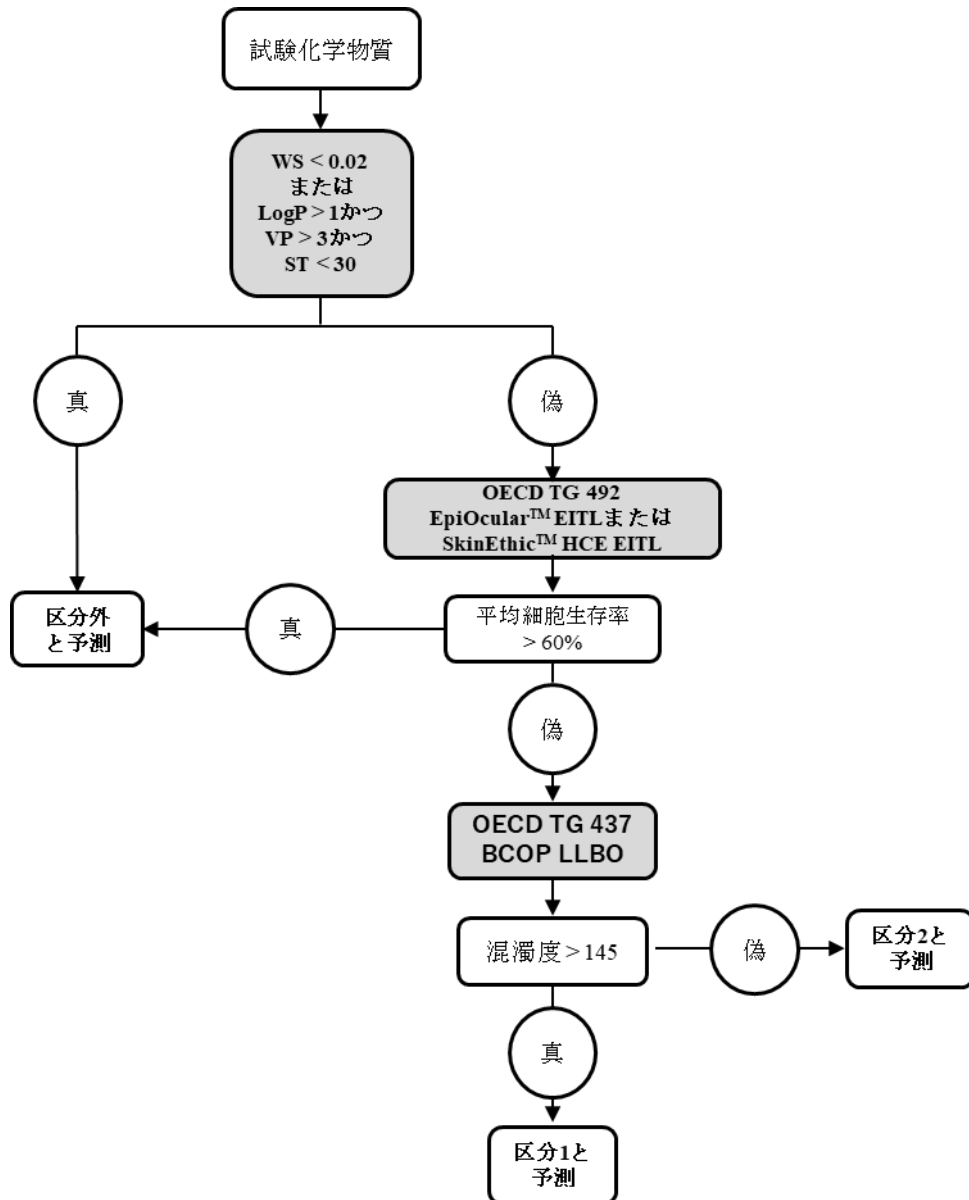 試験化学物質
WS < 0.02
または
LogP > 1かつ
VP > 3かつ
ST < 30
真
偽
OECD TG 492
EpiOcular™ EITLまたは
SkinEthic™ HCE EITL
区分外
と予測
真
平均細胞生存率
> 60%
偽
OECD TG 437
BCOP LLBO
混濁度 > 145
偽
区分2と
予測
真
区分1と
予測